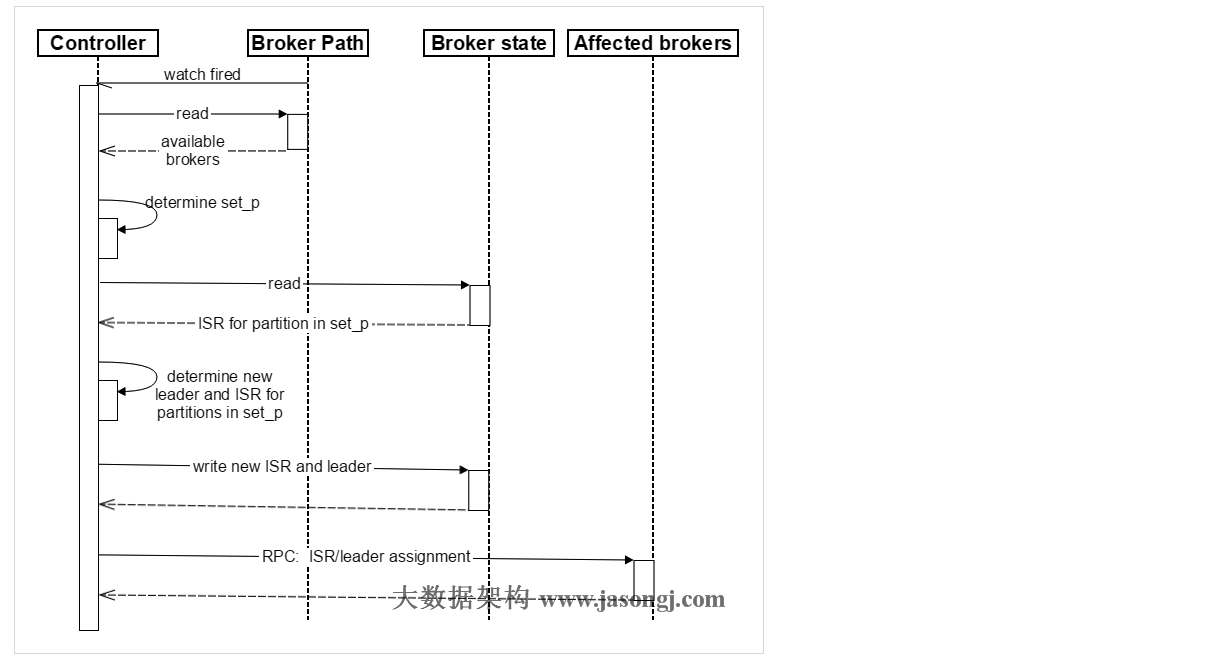 Controller
Broker Path
Broker state
Affected brokers
watch fired
read
available
brokers
determine set_p
read
ISR for partition in set_p
determine new
leader and ISR for
partitions in set_p
write new ISR and leader
RPC: ISR/leader assignment
大数据架构 www.jasongj.com